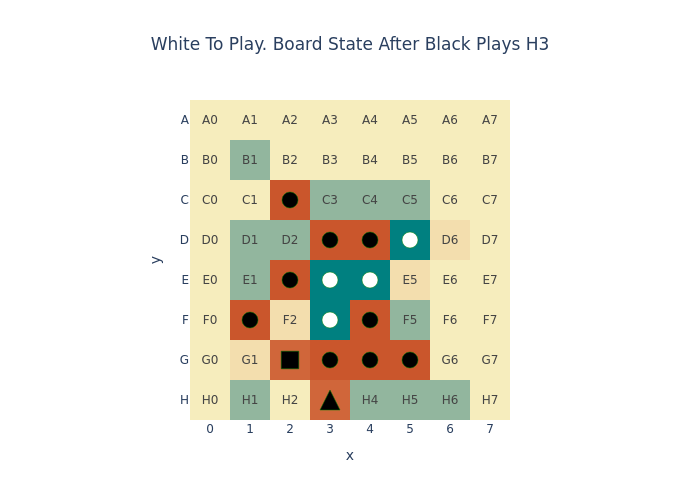 White To Play. Board State After Black Plays H3
A A0 A1 A2 A3 A4 A5 A6 A7
B B0 B1 B2 B3 B4 B5 B6 B7
C C0 C1 C3 C4 C5 C6 C7
D D0 D1 D2 D6 D7
y
E E0 E1 E5 E6 E7
F F0 F2 F5 F6 F7
G G0 G1 G6 G7
H H0 H1 H2 H4 H5 H6 H7
0 1 2 3 4 5 6 7
x